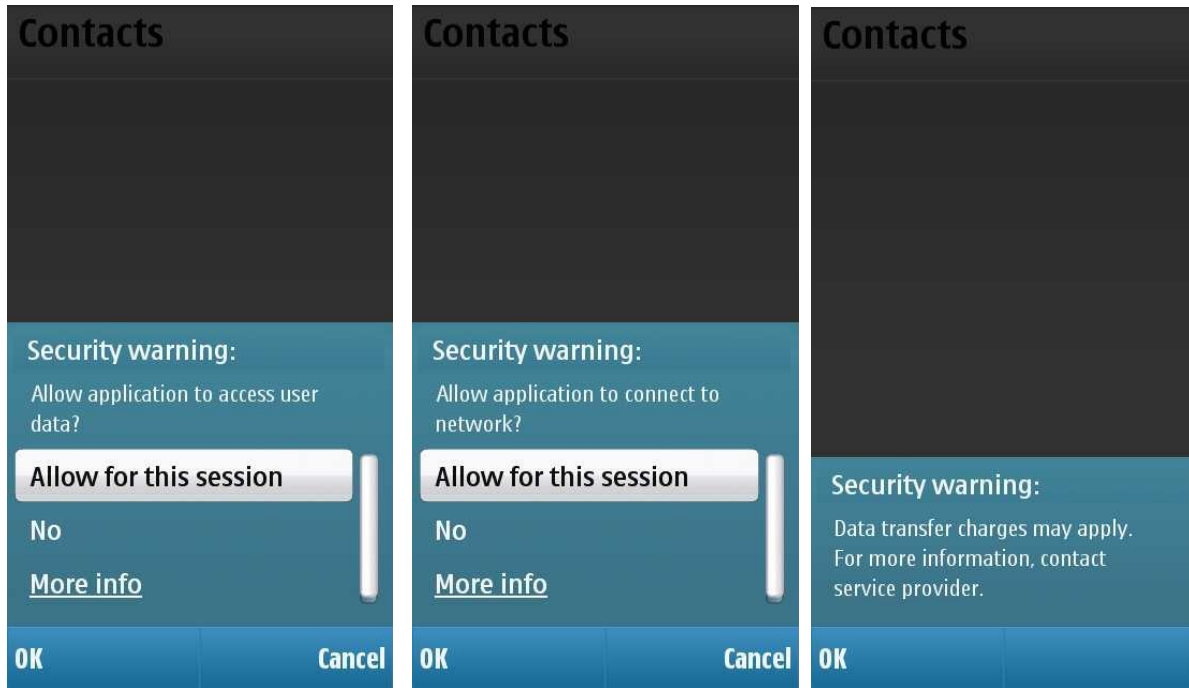 Contacts
Security warning:
Allow application to access user
data?
Allow for this session
No
More info
OK Cancel
Contacts
Security warning:
Allow application to connect to
network?
Allow for this session
No
More info
OK Cancel
Contacts
Security warning:
Data transfer charges may apply.
For more information, contact
service provider.
OK